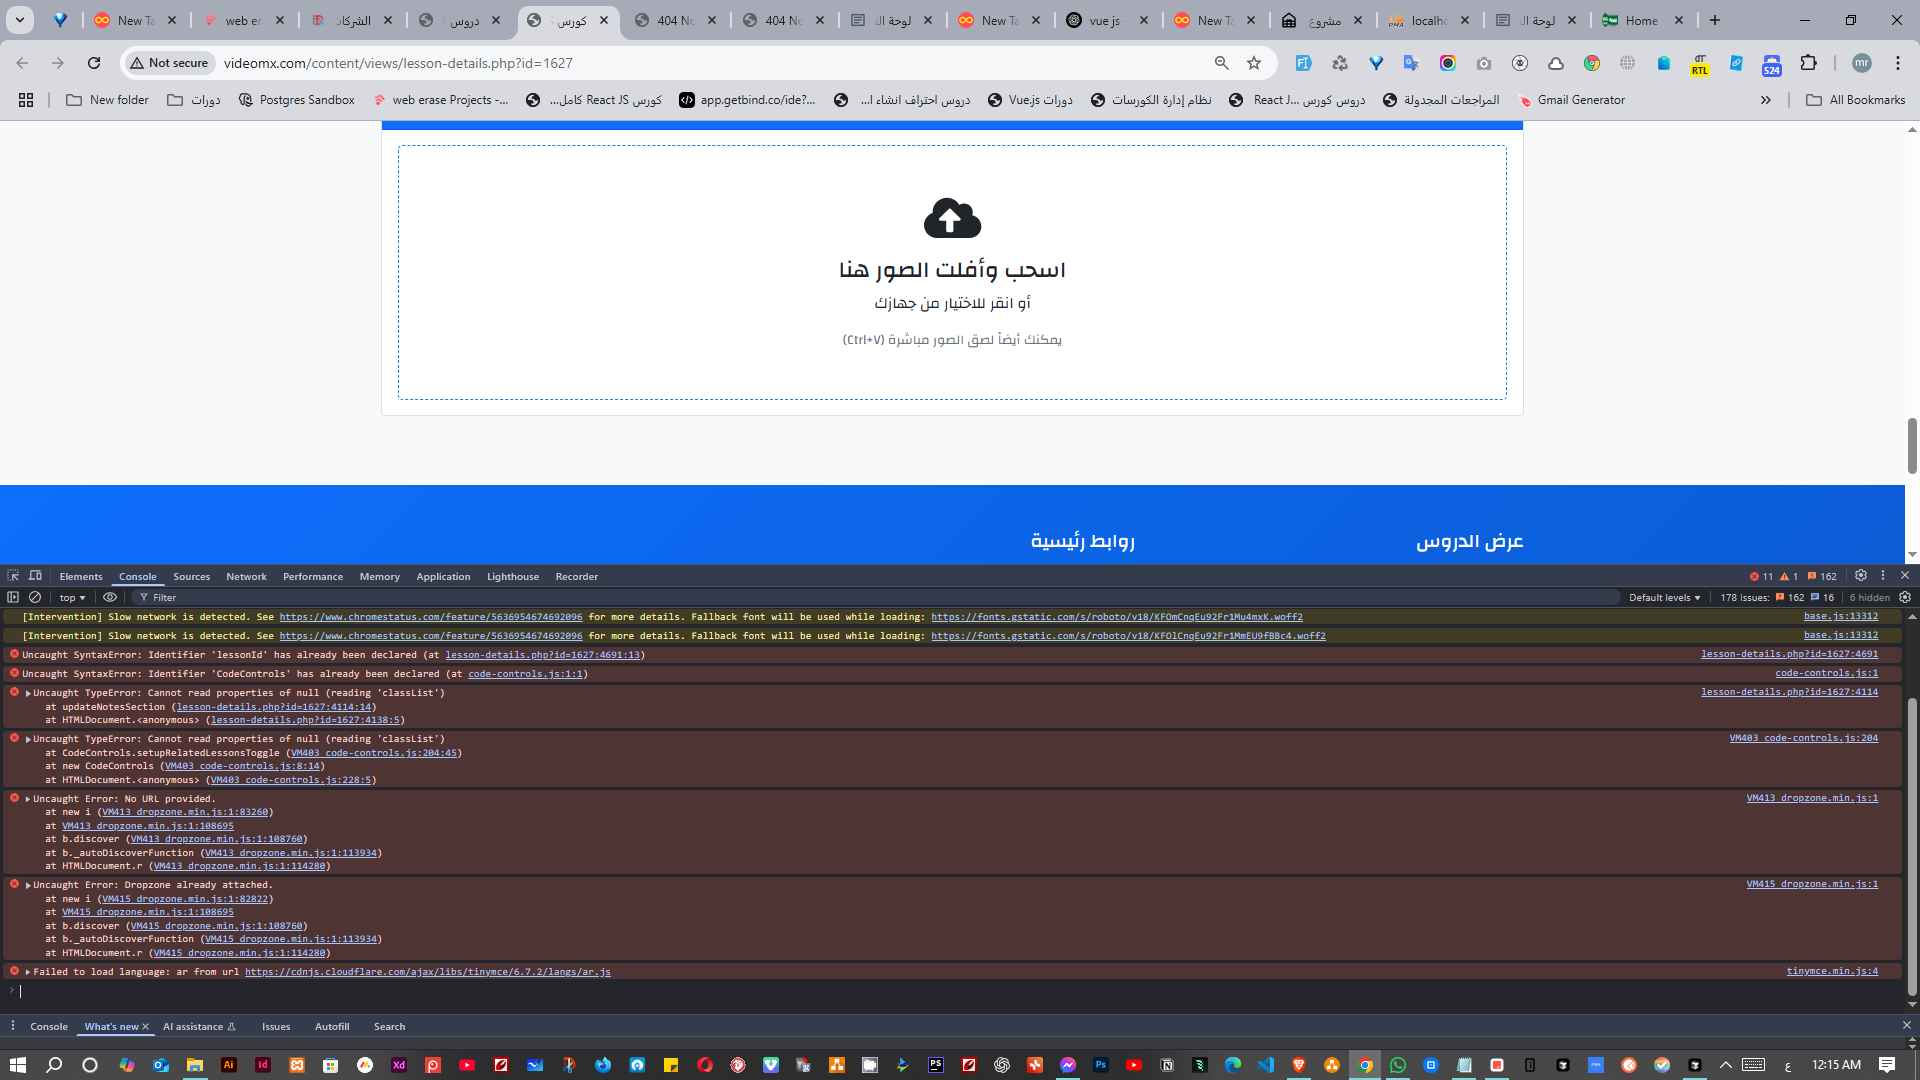 New Ta
web er
الشركات
دروس
كورس
404 No
404 No
لوحة الت
New Ta
vue js -
New Ta
مشروع
localho
لوحة الت
Home
Not secure
videomx.com/content/views/lesson-details.php?id=1627
RTL
524
mr
New folder
دورات
Postgres Sandbox
web erase Projects -...
كورس React JS كامل...
app.getbind.co/ide?...
دروس احتراف انشاء ا...
دورات Vue.js
نظام إدارة الكورسات
دروس كورس React J...
المراجعات المجدولة
Gmail Generator
All Bookmarks
اسحب وأفلت الصور هنا
أو انقر للاختيار من جهازك
يمكنك أيضاً لصق الصور مباشرة (Ctrl+V)
عرض الدروس
روابط رئيسية
Elements Console Sources Network Performance Memory Application Lighthouse Recorder
11 1 162
top Filter
Default levels 178 Issues: 162 16 6 hidden
[Intervention] Slow network is detected. See https://www.chromestatus.com/feature/5636954674692096 for more details. Fallback font will be used while loading: https://fonts.gstatic.com/s/roboto/v18/KFOmCnqEu92Fr1Mu4mxK.woff2 base.js:13312
[Intervention] Slow network is detected. See https://www.chromestatus.com/feature/5636954674692096 for more details. Fallback font will be used while loading: https://fonts.gstatic.com/s/roboto/v18/KFOlCnqEu92Fr1MmEU9fBBc4.woff2 base.js:13312
Uncaught SyntaxError: Identifier 'lessonId' has already been declared (at lesson-details.php?id=1627:4691:13) lesson-details.php?id=1627:4691
Uncaught SyntaxError: Identifier 'CodeControls' has already been declared (at code-controls.js:1:1) code-controls.js:1
Uncaught TypeError: Cannot read properties of null (reading 'classList') lesson-details.php?id=1627:4114
at updateNotesSection (lesson-details.php?id=1627:4114:14)
at HTMLDocument.<anonymous> (lesson-details.php?id=1627:4138:5)
Uncaught TypeError: Cannot read properties of null (reading 'classList') VM403 code-controls.js:204
at CodeControls.setupRelatedLessonsToggle (VM403 code-controls.js:204:45)
at new CodeControls (VM403 code-controls.js:8:14)
at HTMLDocument.<anonymous> (VM403 code-controls.js:228:5)
Uncaught Error: No URL provided. VM413 dropzone.min.js:1
at new i (VM413 dropzone.min.js:1:83260)
at VM413 dropzone.min.js:1:108695
at b.discover (VM413 dropzone.min.js:1:108760)
at b._autoDiscoverFunction (VM413 dropzone.min.js:1:113934)
at HTMLDocument.r (VM413 dropzone.min.js:1:114280)
Uncaught Error: Dropzone already attached. VM415 dropzone.min.js:1
at new i (VM415 dropzone.min.js:1:82822)
at VM415 dropzone.min.js:1:108695
at b.discover (VM415 dropzone.min.js:1:108760)
at b._autoDiscoverFunction (VM415 dropzone.min.js:1:113934)
at HTMLDocument.r (VM415 dropzone.min.js:1:114280)
Failed to load language: ar from url https://cdnjs.cloudflare.com/ajax/libs/tinymce/6.7.2/langs/ar.js tinymce.min.js:4
Console What's new AI assistance Issues Autofill Search
Ai Id Xd PS Ps
ع
12:15 AM